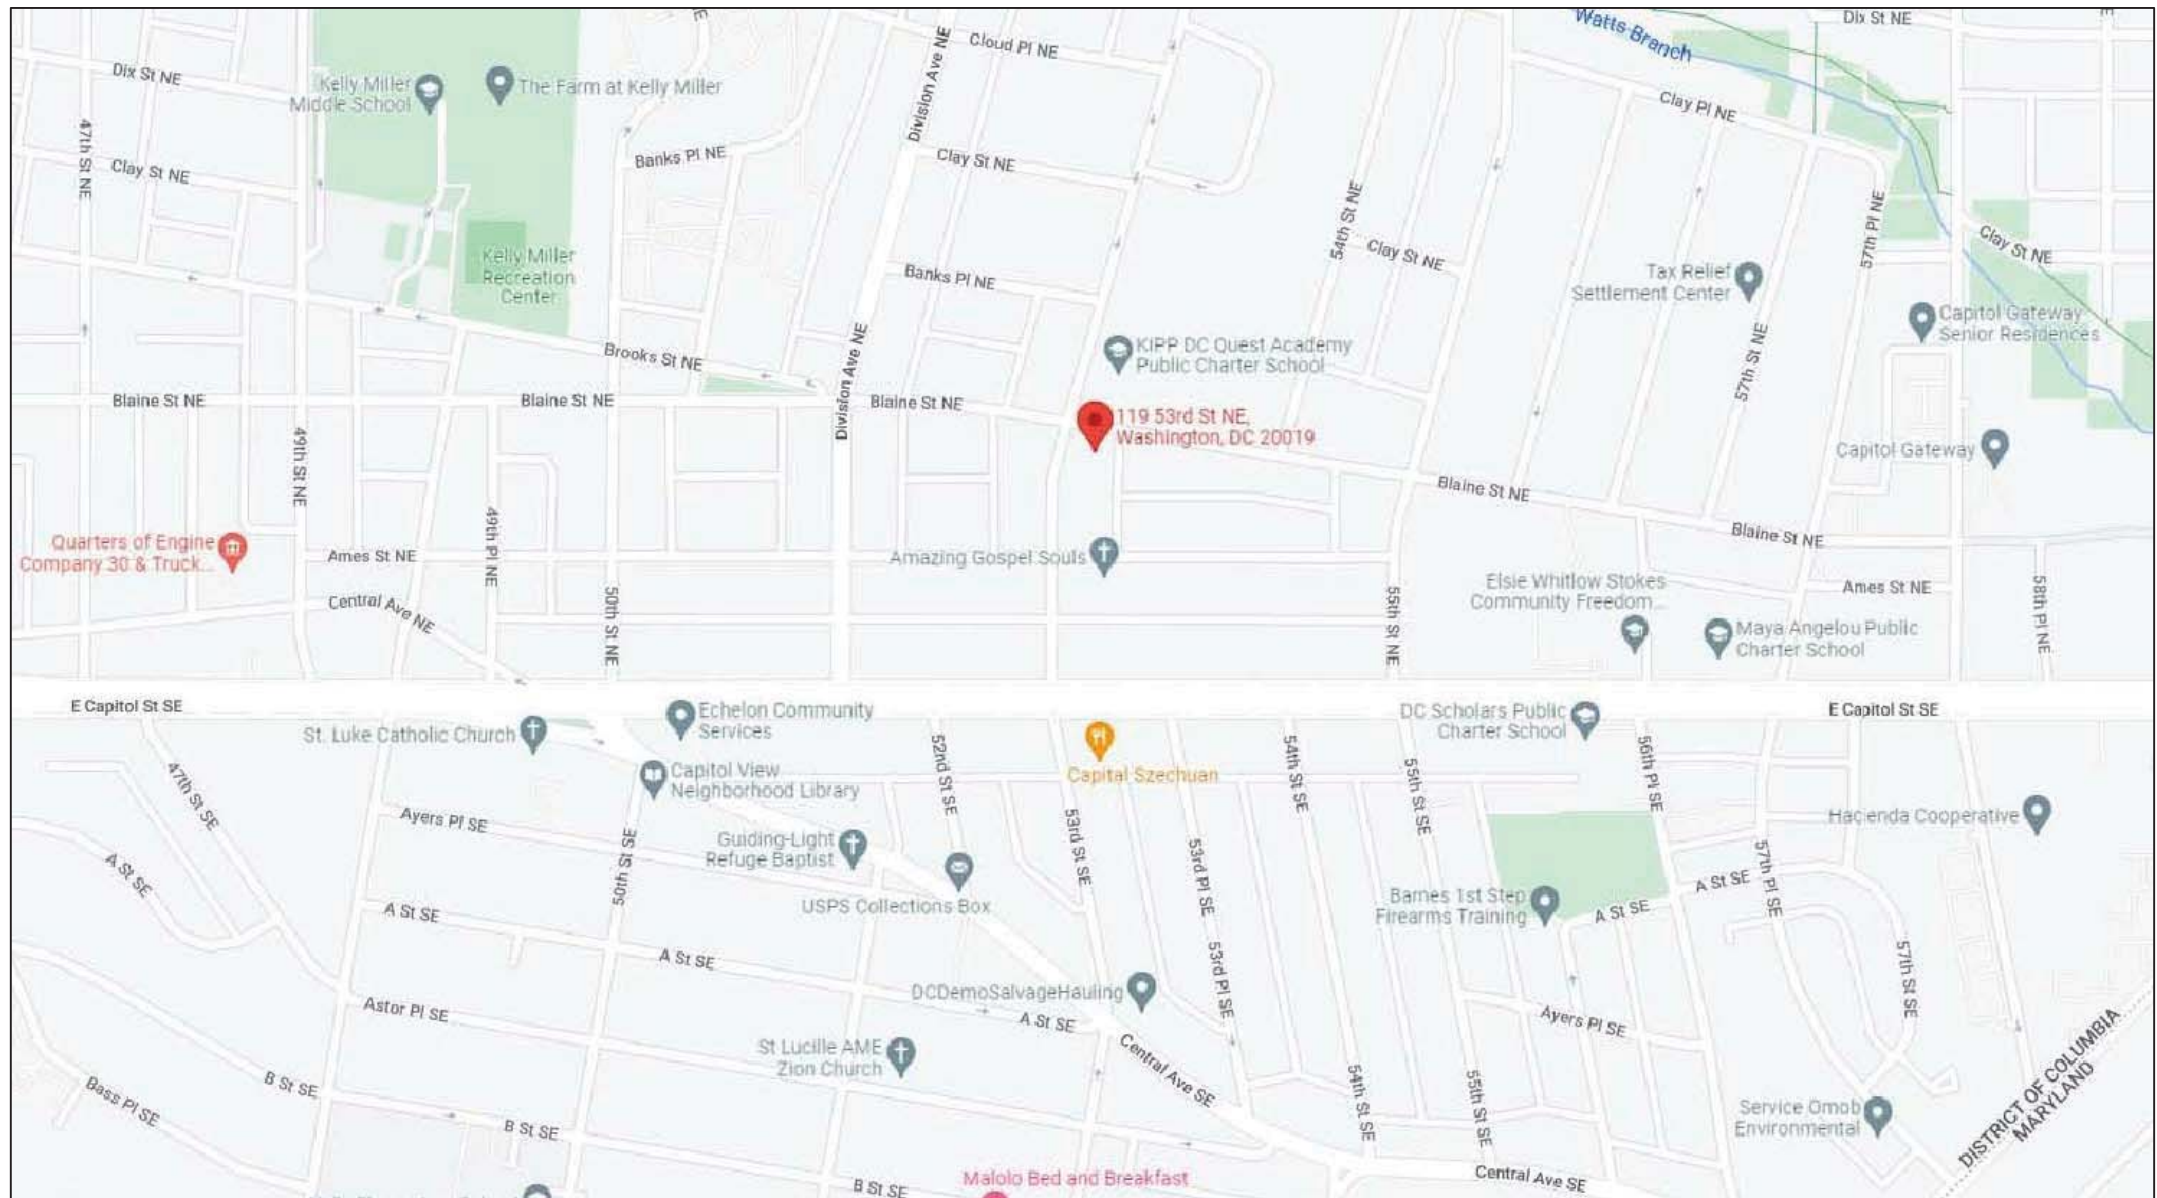 Watts Branch
Dix St NE
Cloud Pl NE
Division Ave NE
Dix St NE
Kelly Miller
Middle School
The Farm at Kelly Miller
Clay Pl NE
47th St NE
Clay St NE
Banks Pl NE
Clay St NE
54th St NE
57th Pl NE
Clay St NE
Clay St NE
Kelly Miller
Recreation
Center
Banks Pl NE
Tax Relief
Settlement Center
Capitol Gateway
Senior Residences
Brooks St NE
Division Ave NE
KIPP DC Quest Academy
Public Charter School
57th St NE
Blaine St NE
Blaine St NE
Blaine St NE
119 53rd St NE,
Washington, DC 20019
Capitol Gateway
49th St NE
Blaine St NE
Blaine St NE
Quarters of Engine
Company 30 & Truck...
Ames St NE
49th Pl NE
Amazing Gospel Souls
Elsie Whitlow Stokes
Community Freedom...
Ames St NE
58th Pl NE
Central Ave NE
50th St NE
55th St NE
Maya Angelou Public
Charter School
E Capitol St SE
E Capitol St SE
St. Luke Catholic Church
Echelon Community
Services
DC Scholars Public
Charter School
47th St SE
Capitol View
Neighborhood Library
52nd St SE
Capital Szechuan
54th St SE
55th St SE
56th Pl SE
Ayers Pl SE
Hacienda Cooperative
A St SE
50th St SE
Guiding-Light
Refuge Baptist
53rd St SE
53rd Pl SE
57th Pl SE
A St SE
USPS Collections Box
Barnes 1st Step
Firearms Training
A St SE
A St SE
A St SE
53rd Pl SE
57th St SE
Astor Pl SE
DCDemoSalvageHauling
A St SE
Ayers Pl SE
St Lucille AME
Zion Church
Central Ave SE
B St SE
Bass Pl SE
54th St SE
55th St SE
Service Omob
Environmental
DISTRICT OF COLUMBIA
MARYLAND
B St SE
B St SE
Malolo Bed and Breakfast
Central Ave SE